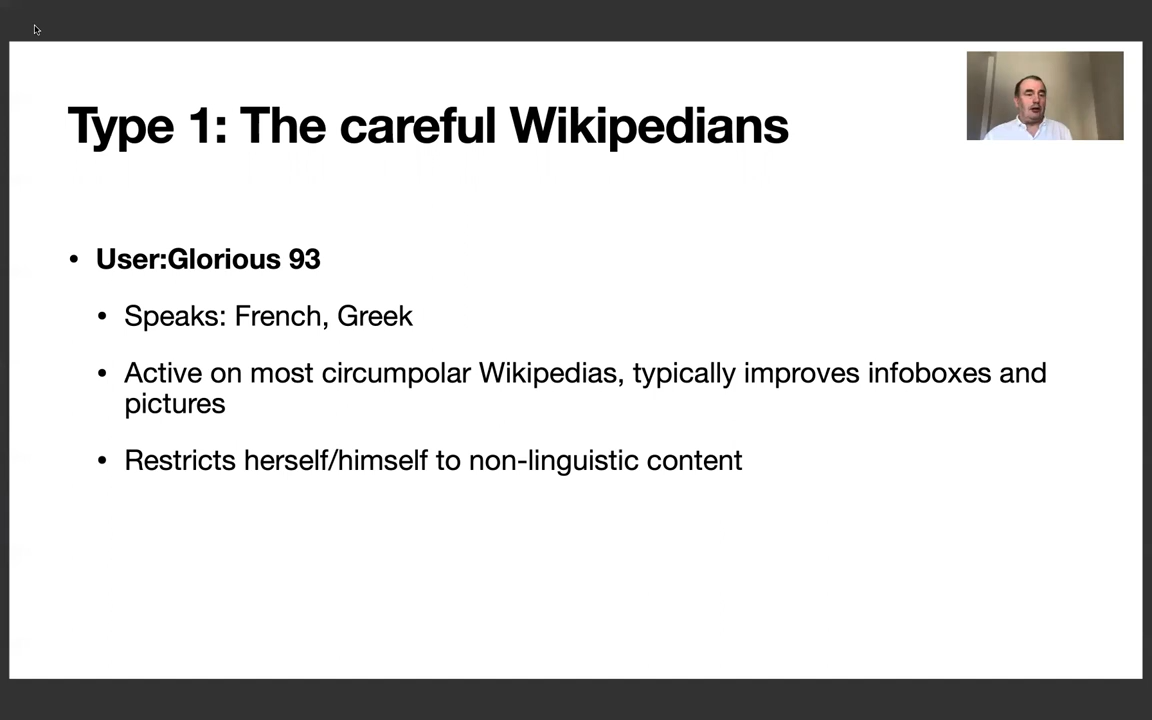 Type 1: The careful Wikipedians
• User:Glorious 93
• Speaks: French, Greek
• Active on most circumpolar Wikipedias, typically improves infoboxes and
pictures
• Restricts herself/himself to non-linguistic content